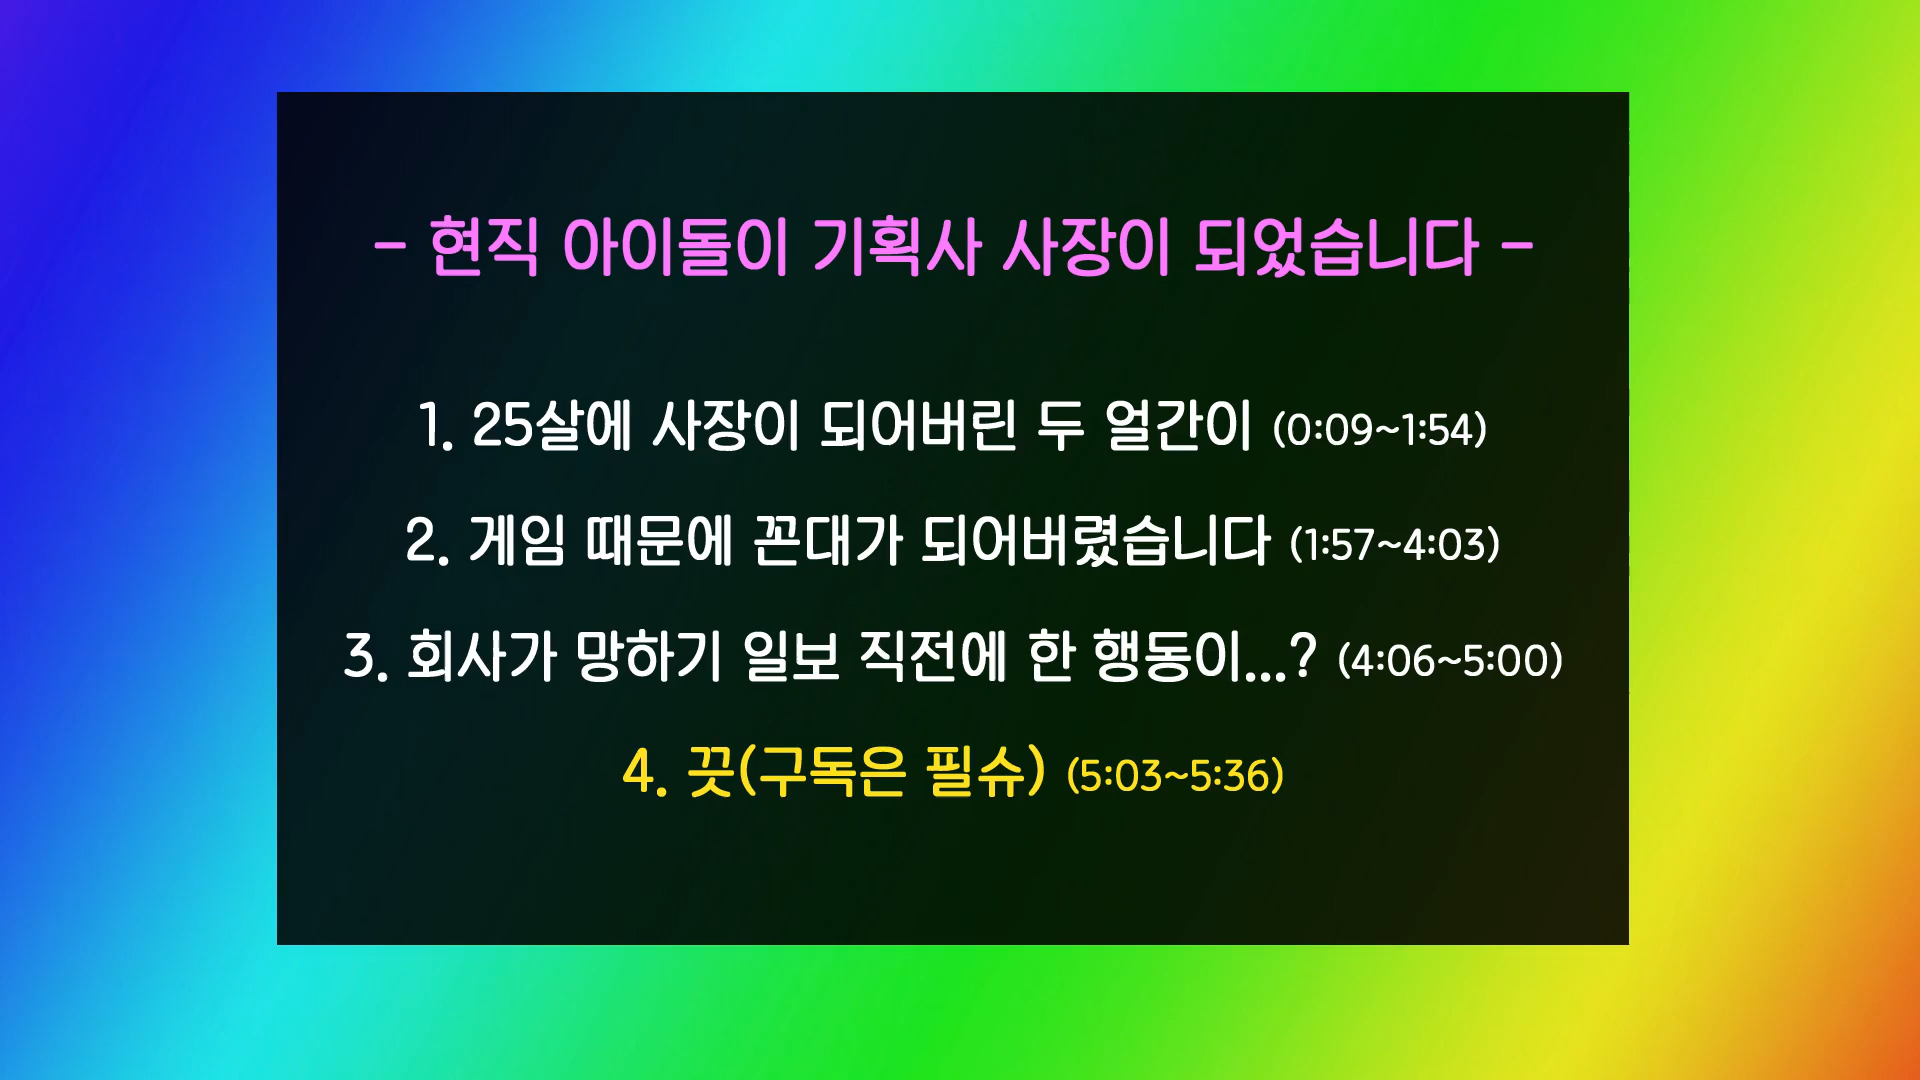 - 현직 아이돌이 기획사 사장이 되었습니다 -
1. 25살에 사장이 되어버린 두 얼간이 (0:09~1:54)
2. 게임 때문에 꼰대가 되어버렸습니다 (1:57~4:03)
3. 회사가 망하기 일보 직전에 한 행동이...? (4:06~5:00)
4. 끗(구독은 필슈) (5:03~5:36)